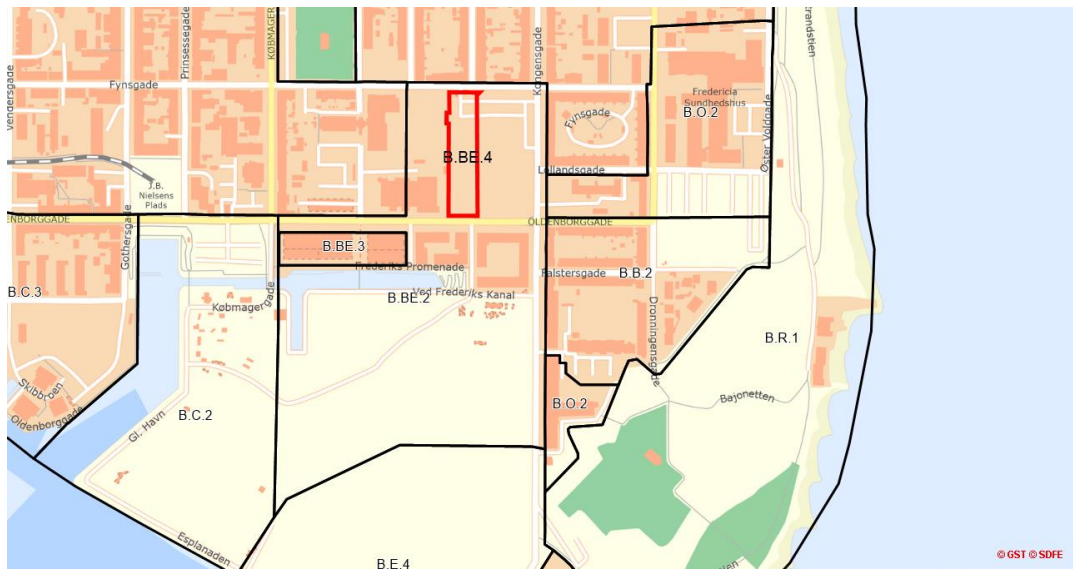 Vendersgade
Prinsessegade
KØBMAGER
Fynsgade
Kongensgade
Strandstien
Fredericia
Sundhedshus
B.O.2
Fynsgade
Øster Voldgade
B.BE.4
Lollandsgade
J.B.
Nielsens
Plads
ENBORGGADE
OLDENBORGGADE
Gothersgade
B.BE.3
Frederiks Promenade
Falstersgade
B.B.2
B.C.3
Købmagergade
B.BE.2
Ved Frederiks Kanal
Dronningensgade
B.R.1
Skibbroen
Oldenborggade
Gl. Havn
B.C.2
B.O.2
Bajonetten
Esplanaden
B.E.4
© GST © SDFE